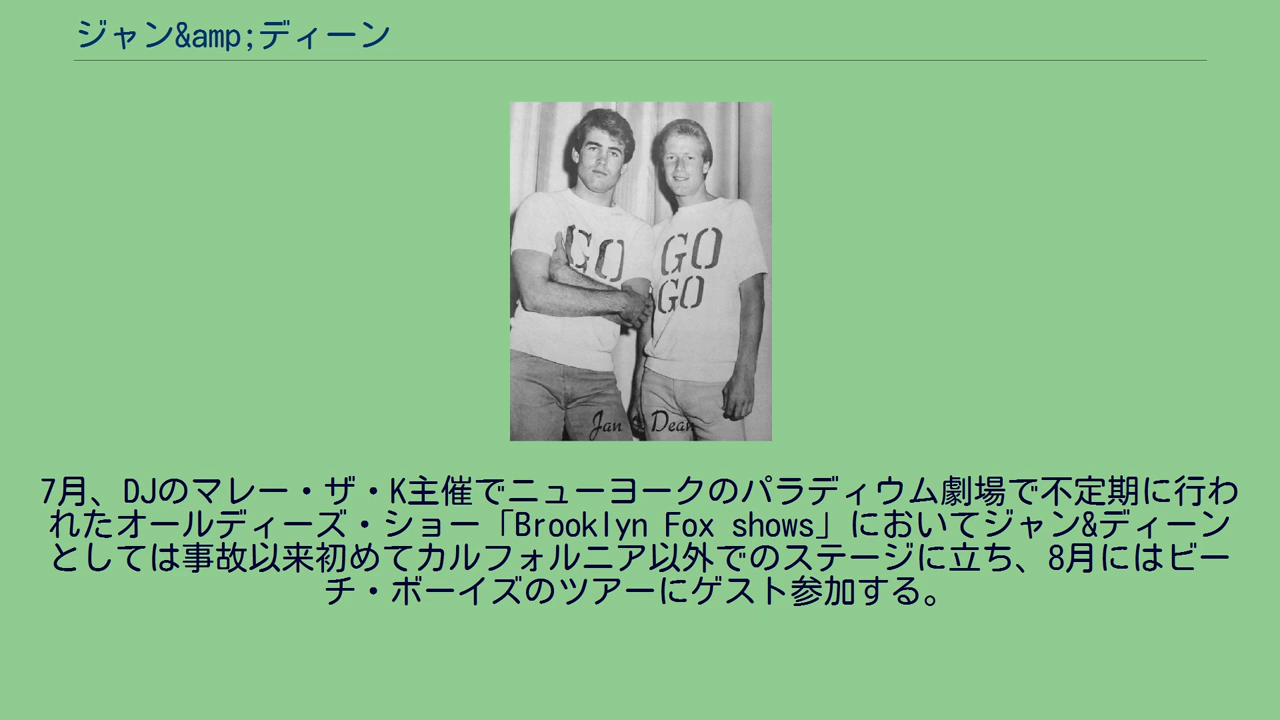 ジャン&amp;ディーン
GO
GO
GO
Jan & Dean
7月、DJのマレー・ザ・K主催でニューヨークのパラディウム劇場で不定期に行わ
れたオールディーズ・ショー「Brooklyn Fox shows」においてジャン&ディーン
としては事故以来初めてカルフォルニア以外でのステージに立ち、8月にはビー
チ・ボーイズのツアーにゲスト参加する。